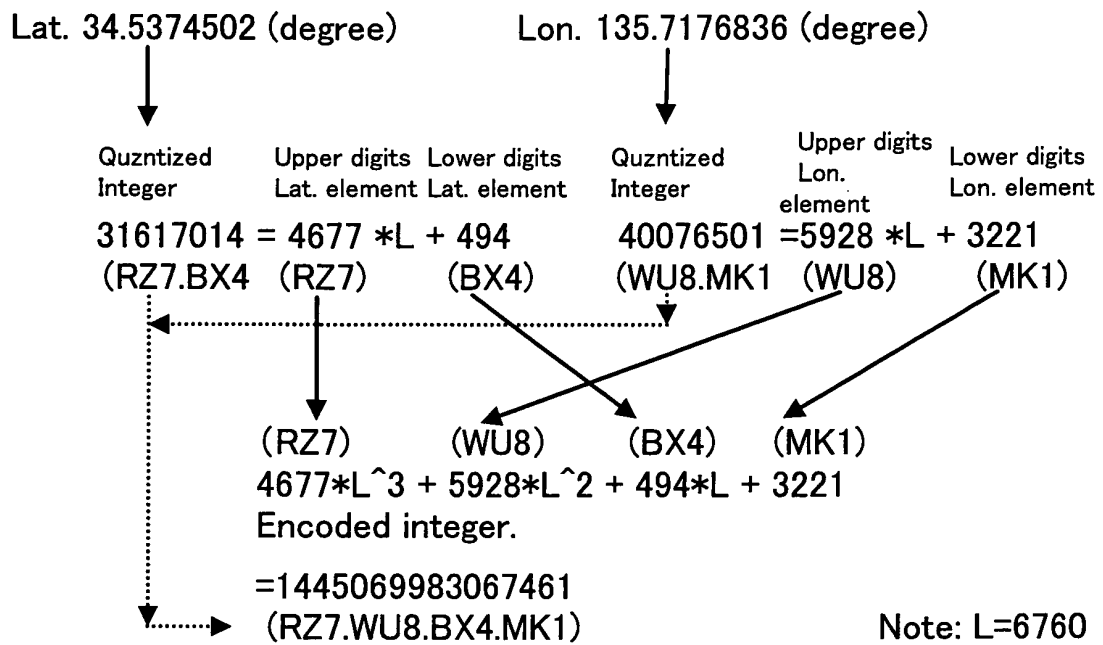 Lat. 34.5374502 (degree) Lon. 135.7176836 (degree)
Quzntized Integer
Upper digits Lat. element
Lower digits Lat. element
Quzntized Integer
Upper digits Lon. element
Lower digits Lon. element
31617014 = 4677 *L + 494 40076501 =5928 *L + 3221
(RZ7.BX4 (RZ7) (BX4) (WU8.MK1 (WU8) (MK1)
(RZ7) (WU8) (BX4) (MK1)
4677*L^3 + 5928*L^2 + 494*L + 3221
Encoded integer.
=1445069983067461
(RZ7.WU8.BX4.MK1) Note: L=6760